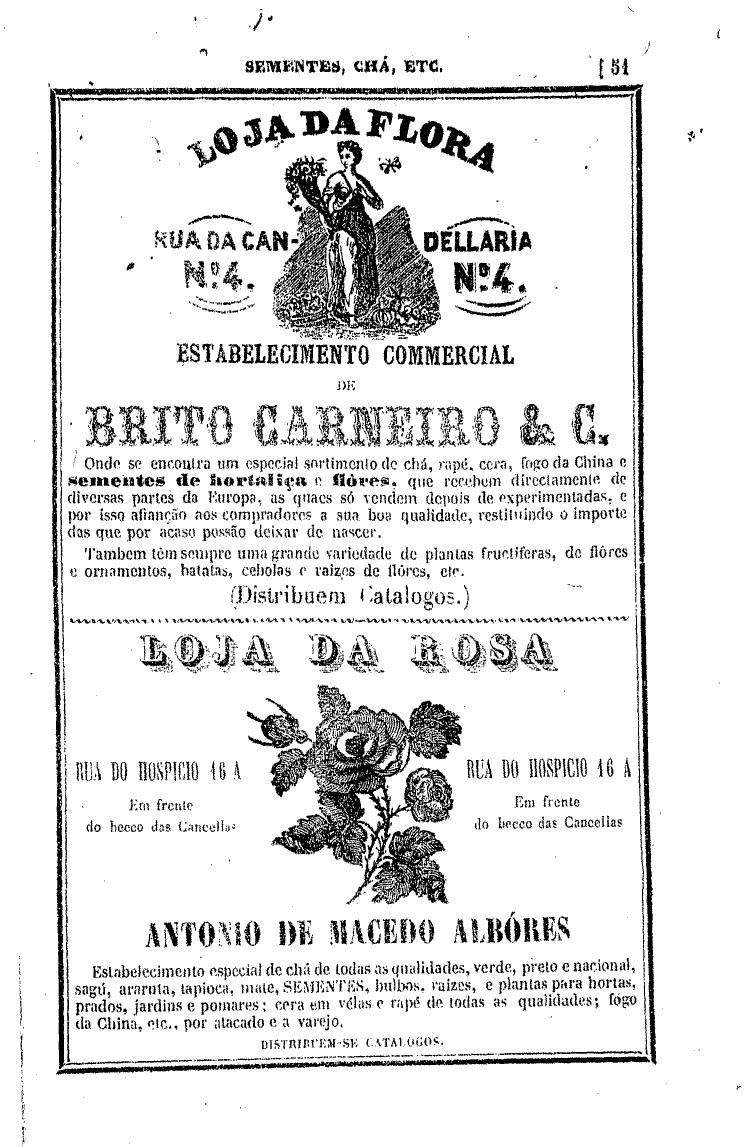 SEMENTES, CHÁ, ETC.
[ 51
LOJA DA FLORA
RUA DA CAN-DELLARIA
Nº 4. Nº 4.
ESTABELECIMENTO COMMERCIAL
DE
BRITO CARNEIRO & C.
Onde se encontra um especial sortimento de chá, rapé, cera, fogo da China e
sementes de hortaliça e flôres, que recebem directamente de
diversas partes da Europa, as quaes só vendem depois de experimentadas, e
por isso afianção aos compradores a sua boa qualidade, restituindo o importe
das que por acaso possão deixar de nascer.
Tambem têm sempre uma grande variedade de plantas fructiferas, de flôres
e ornamentos, batatas, cebolas e raizes de flôres, etc.
(Distribuem Catalogos.)
LOJA DA ROSA
RUA DO HOSPICIO 16 A
Em frente
do becco das Cancellas
RUA DO HOSPICIO 16 A
Em frente
do becco das Cancellas
ANTONIO DE MACEDO ALBÓRES
Estabelecimento especial de chá de todas as qualidades, verde, preto e nacional,
sagú, araruta, tapioca, mate, SEMENTES, bulbos, raizes, e plantas para hortas,
prados, jardins e pomares; cera em vélas e rapé de todas as qualidades; fógo
da China, etc., por atacado e a varejo.
DISTRIBUEM-SE CATALOGOS.